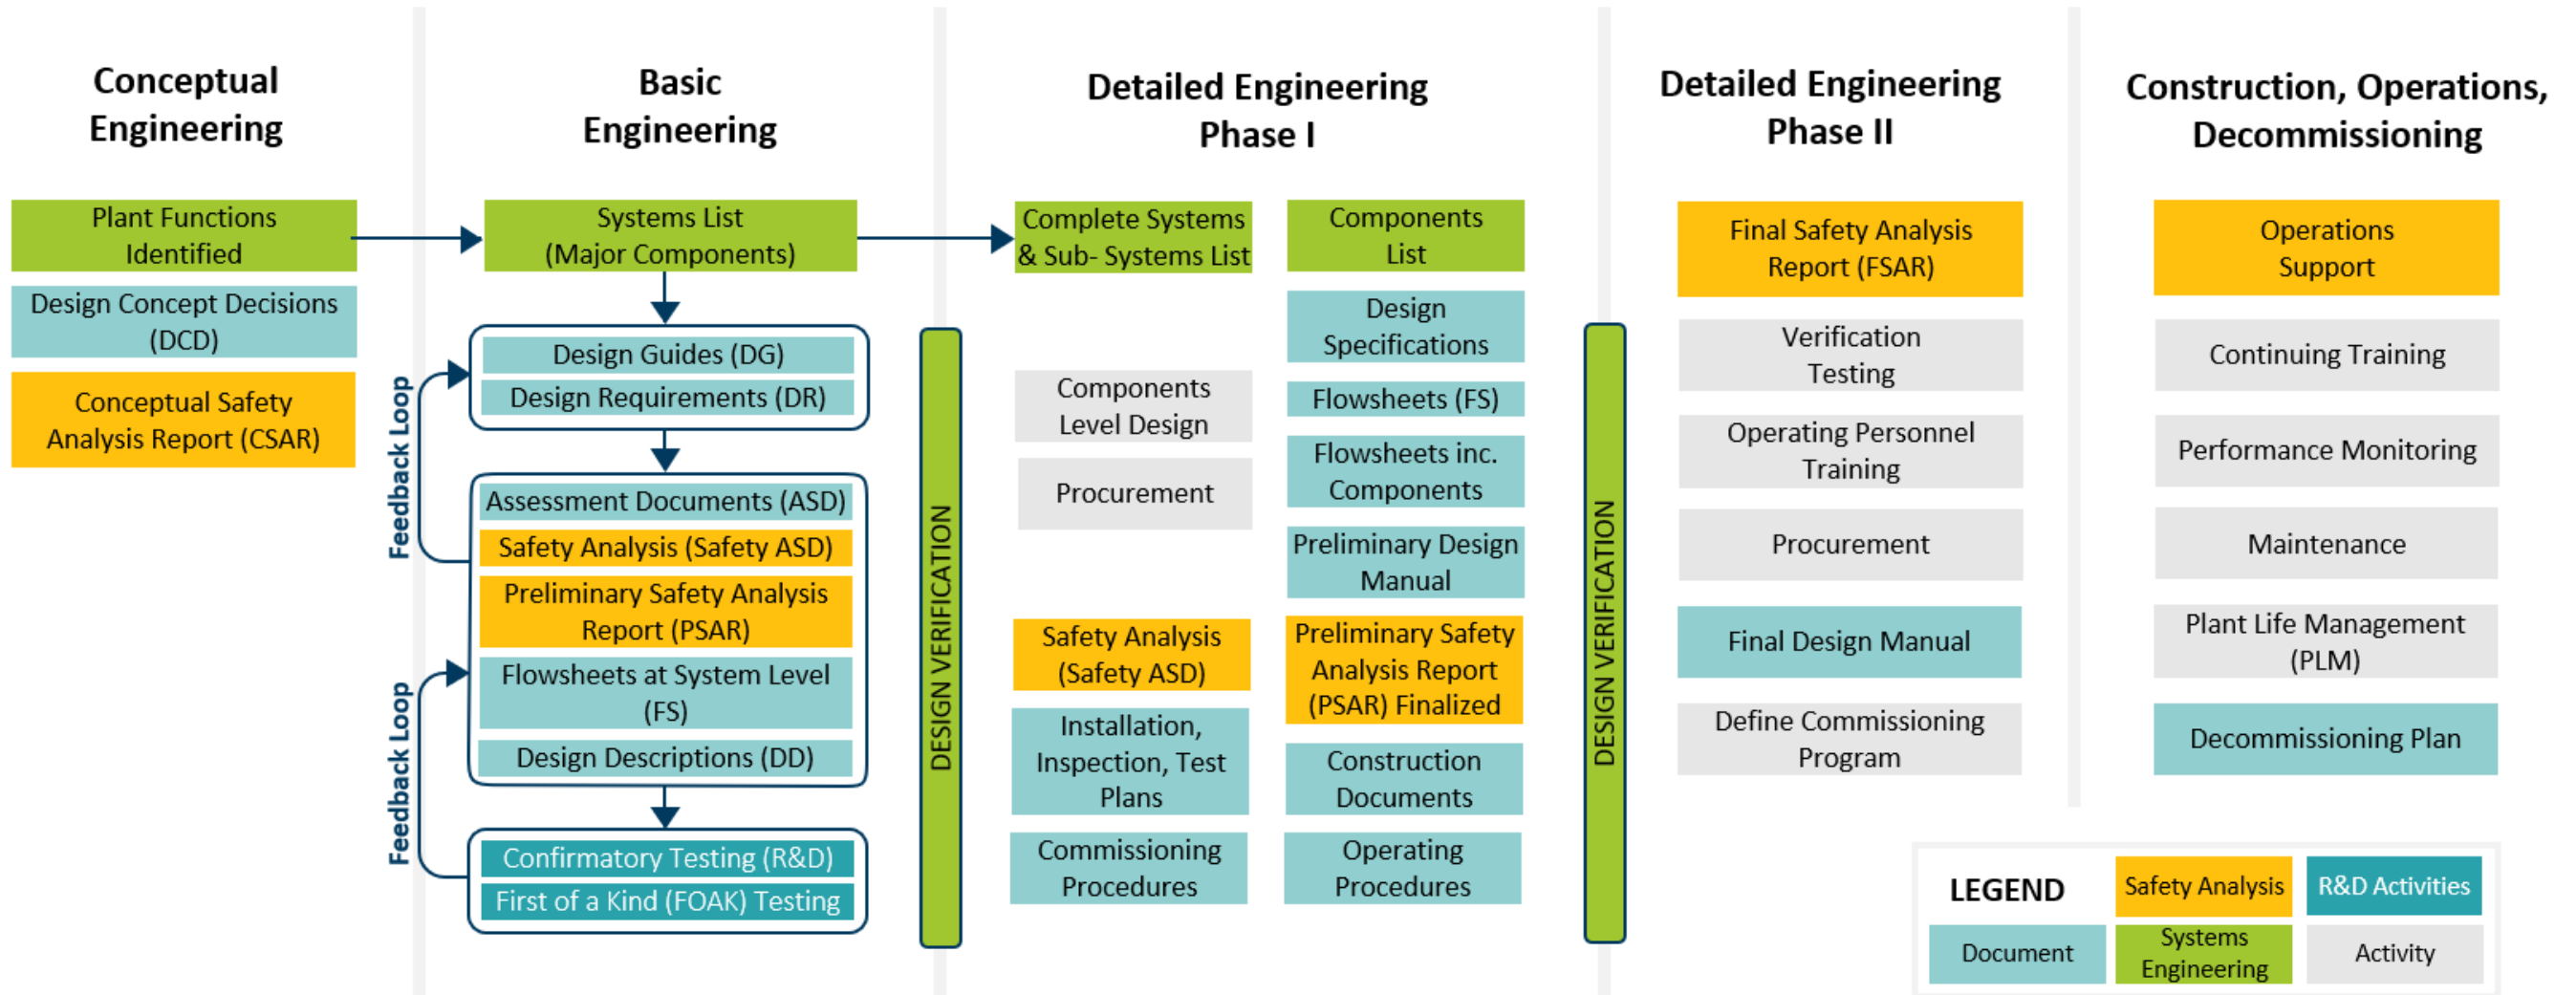 Conceptual
Engineering
Plant Functions
Identified
Design Concept Decisions
(DCD)
Conceptual Safety
Analysis Report (CSAR)
Basic
Engineering
Systems List
(Major Components)
Feedback Loop
Design Guides (DG)
Design Requirements (DR)
Assessment Documents (ASD)
Safety Analysis (Safety ASD)
Preliminary Safety Analysis
Report (PSAR)
Flowsheets at System Level
(FS)
Design Descriptions (DD)
Feedback Loop
Confirmatory Testing (R&D)
First of a Kind (FOAK) Testing
DESIGN VERIFICATION
Detailed Engineering
Phase I
Complete Systems
& Sub- Systems List
Components
Level Design
Procurement
Safety Analysis
(Safety ASD)
Installation,
Inspection, Test
Plans
Commissioning
Procedures
Components
List
Design
Specifications
Flowsheets (FS)
Flowsheets inc.
Components
Preliminary Design
Manual
Preliminary Safety
Analysis Report
(PSAR) Finalized
Construction
Documents
Operating
Procedures
DESIGN VERIFICATION
Detailed Engineering
Phase II
Final Safety Analysis
Report (FSAR)
Verification
Testing
Operating Personnel
Training
Procurement
Final Design Manual
Define Commissioning
Program
Construction, Operations,
Decommissioning
Operations
Support
Continuing Training
Performance Monitoring
Maintenance
Plant Life Management
(PLM)
Decommissioning Plan
LEGEND
Safety Analysis
R&D Activities
Document
Systems
Engineering
Activity